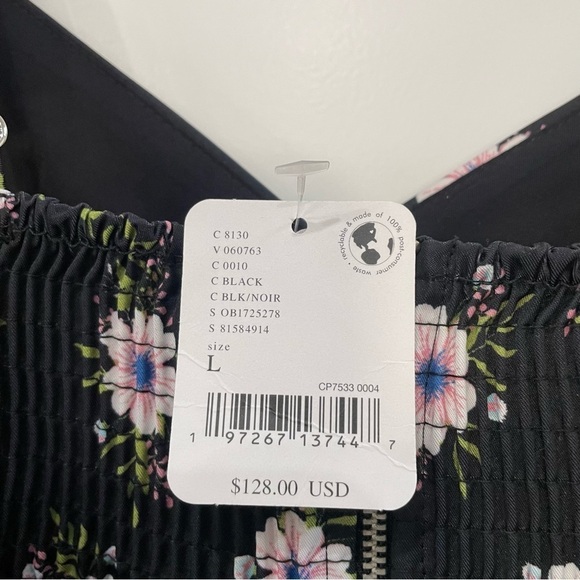 C 8130
V 060763
C 0010
C BLACK
C BLK/NOIR
S OB1725278
S 81584914
size
L
recyclable & made of 100% post-consumer waste •
CP7533 0004
1 97267 13744 7
$128.00 USD